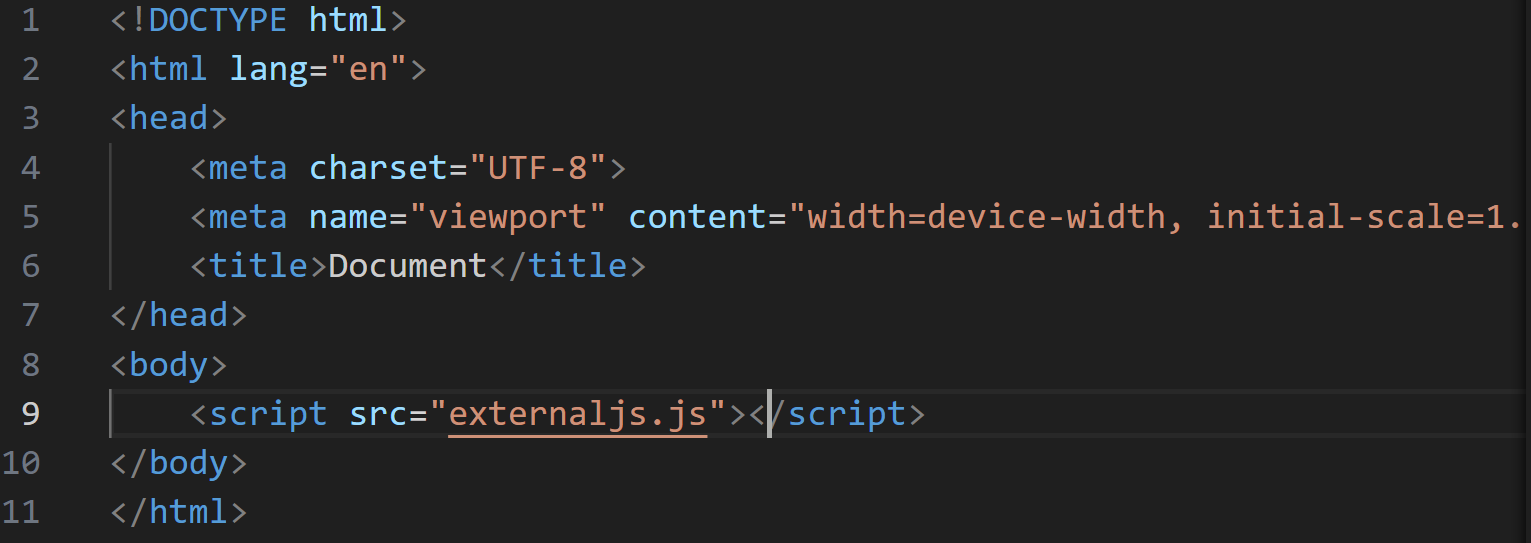 1 <!DOCTYPE html>
2 <html lang="en">
3 <head>
4     <meta charset="UTF-8">
5     <meta name="viewport" content="width=device-width, initial-scale=1.
6     <title>Document</title>
7 </head>
8 <body>
9     <script src="externaljs.js"></script>
10 </body>
11 </html>